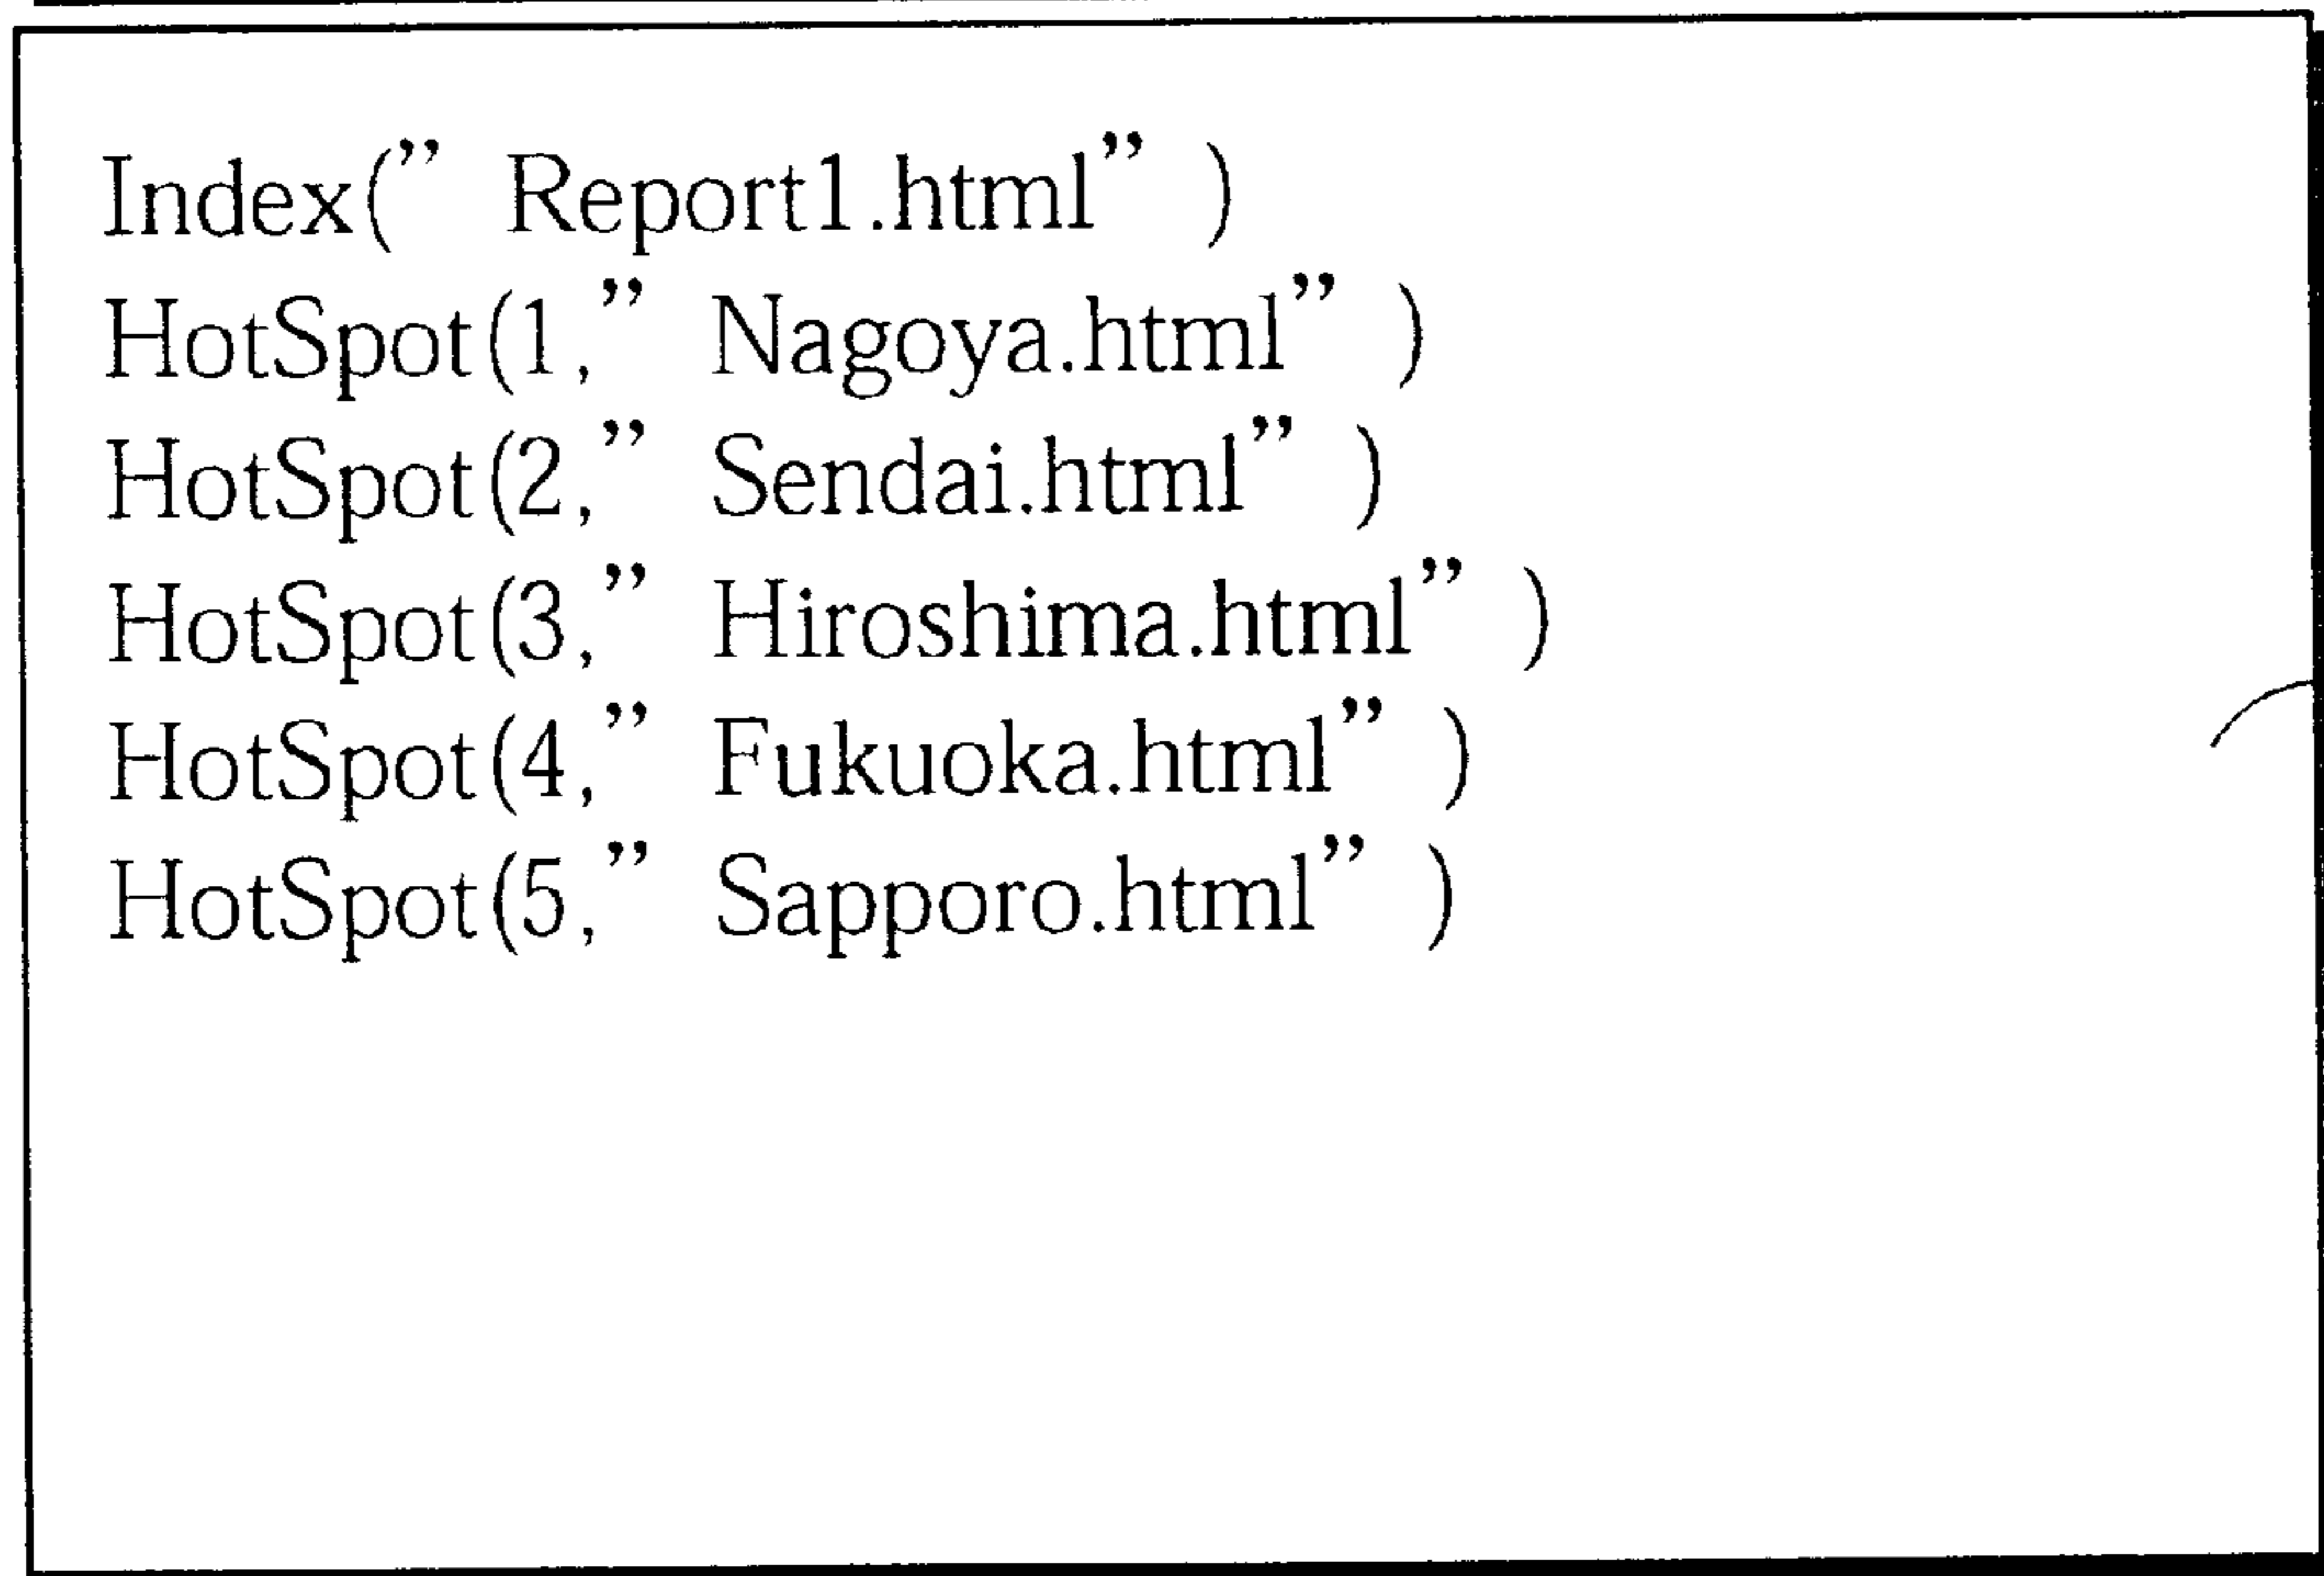 Index(” Report1.html” )
HotSpot(1,” Nagoya.html” )
HotSpot(2,” Sendai.html” )
HotSpot(3,” Hiroshima.html” )
HotSpot(4,” Fukuoka.html” )
HotSpot(5,” Sapporo.html” )